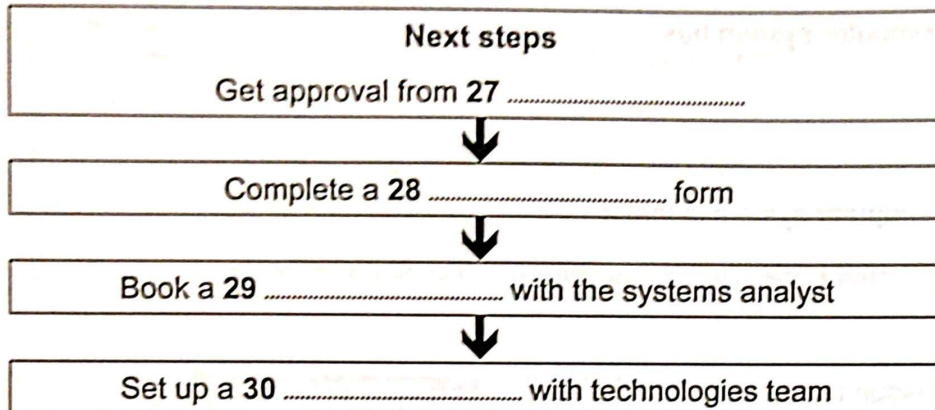 Next steps
Get approval from 27 ........................................
Complete a 28 ........................................ form
Book a 29 ........................................ with the systems analyst
Set up a 30 ........................................ with technologies team